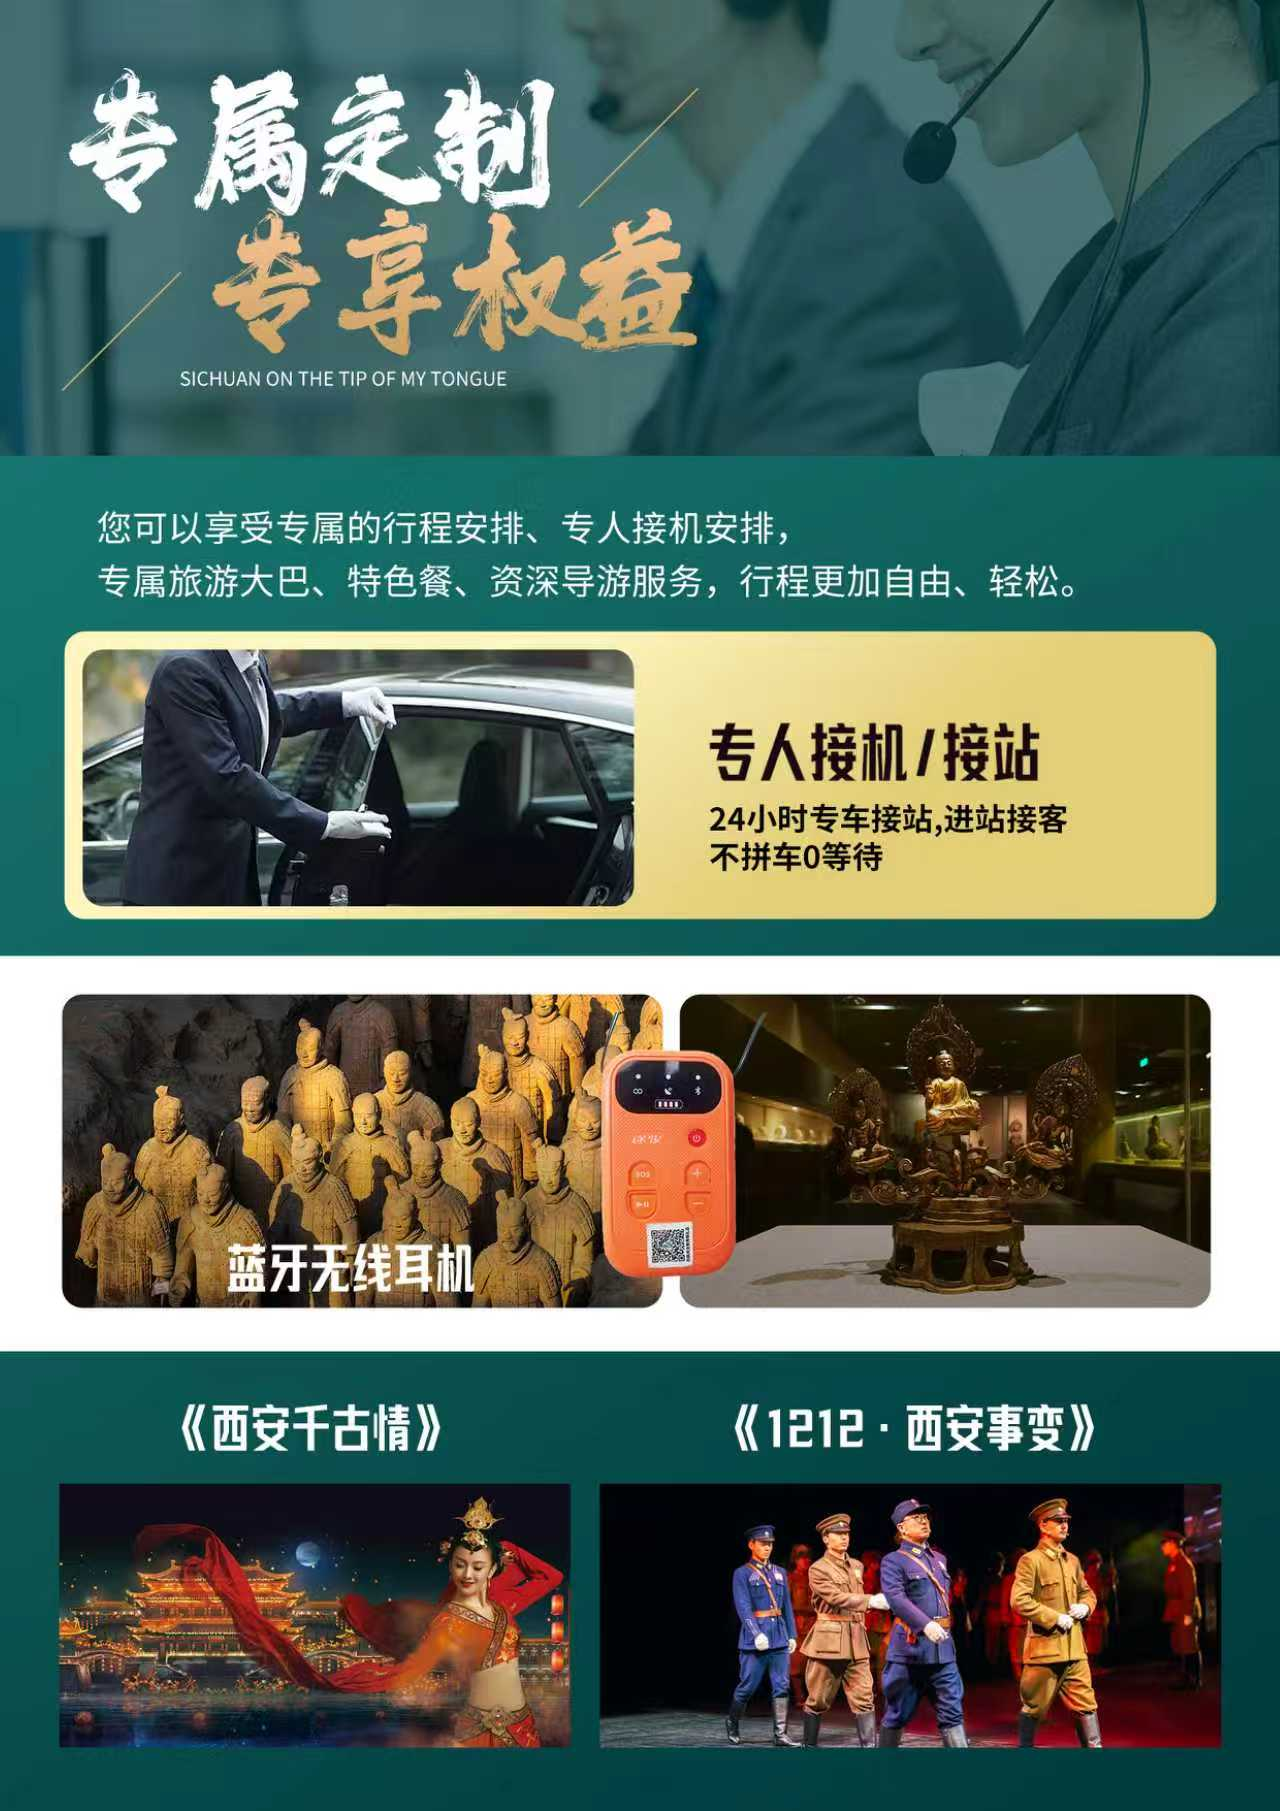 专属定制
专享权益
SICHUAN ON THE TIP OF MY TONGUE
您可以享受专属的行程安排、专人接机安排，
专属旅游大巴、特色餐、资深导游服务，行程更加自由、轻松。
专人接机/接站
24小时专车接站,进站接客
不拼车0等待
SOS
蓝牙无线耳机
《西安千古情》
《1212·西安事变》